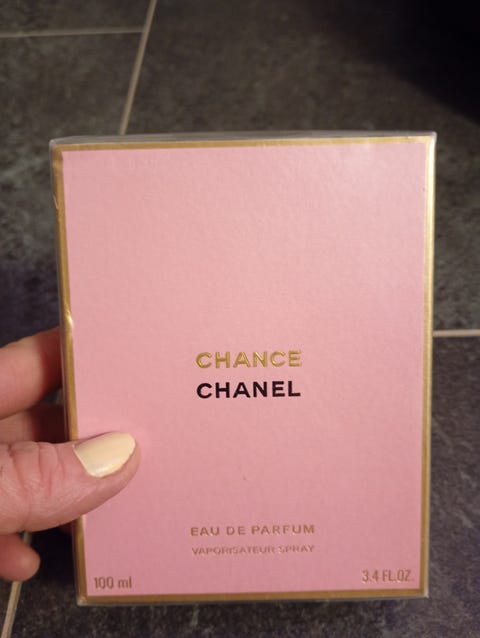 CHANCE
CHANEL
EAU DE PARFUM
VAPORISATEUR SPRAY
100 ml 3.4 FL.OZ.